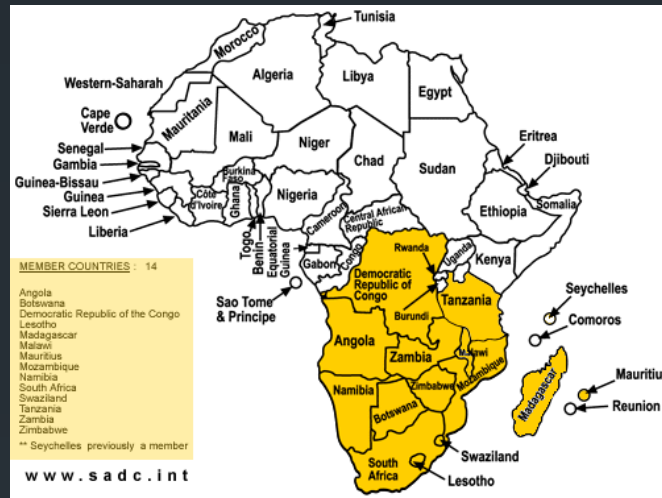 Tunisia
Morocco
Algeria
Libya
Egypt
Western-Saharah
Cape
Verde
Mauritania
Mali
Niger
Chad
Sudan
Eritrea
Djibouti
Senegal
Gambia
Guinea-Bissau
Guinea
Sierra Leon
Liberia
Burkina
Faso
Côte
d'Ivoire
Ghana
Togo
Benin
Nigeria
Cameroon
Central African
Republic
Ethiopia
Somalia
Equatorial
Guinea
Gabon
Congo
Uganda
Kenya
Rwanda
Democratic
Republic of
Congo
Burundi
Tanzania
Sao Tome
& Principe
Seychelles
Comoros
Angola
Zambia
Malawi
Mozambique
Zimbabwe
Namibia
Botswana
Madagascar
Mauritiu
Reunion
South
Africa
Swaziland
Lesotho
MEMBER COUNTRIES : 14
Angola
Botswana
Democratic Republic of the Congo
Lesotho
Madagascar
Malawi
Mauritius
Mozambique
Namibia
South Africa
Swaziland
Tanzania
Zambia
Zimbabwe
** Seychelles previously a member
www.sadc.int